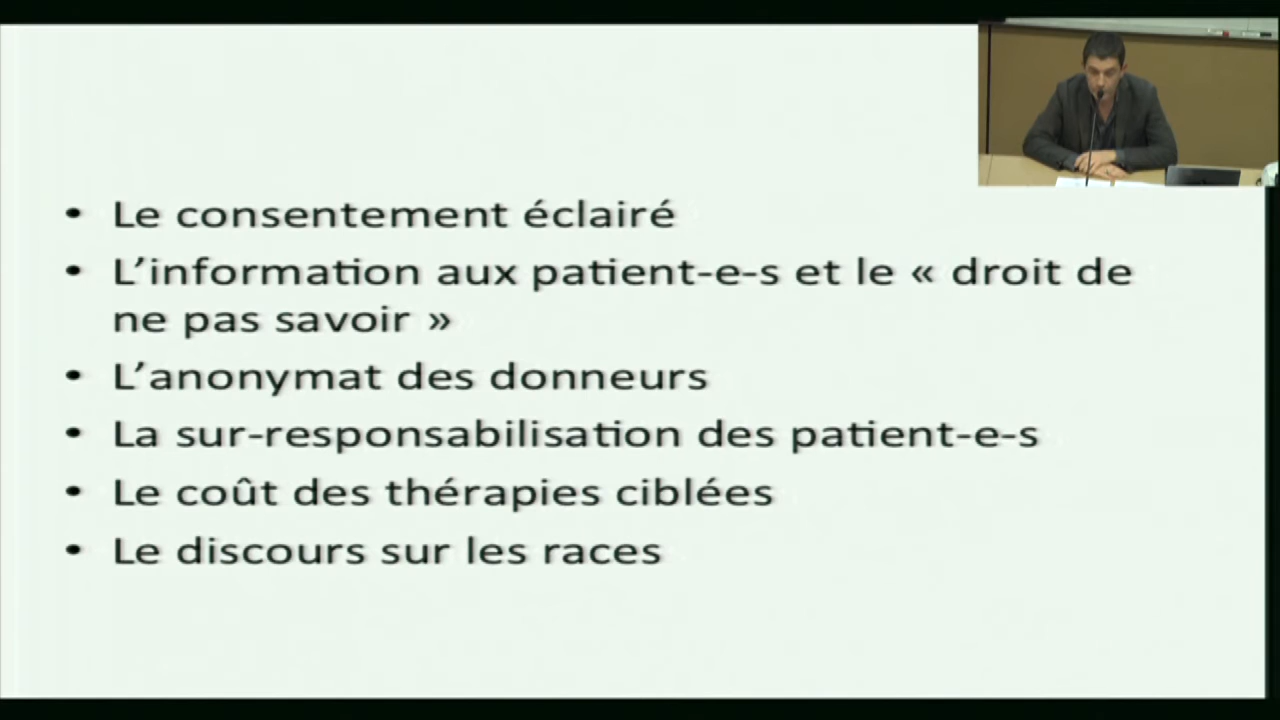 • Le consentement éclairé
• L’information aux patient-e-s et le « droit de
ne pas savoir »
• L’anonymat des donneurs
• La sur-responsabilisation des patient-e-s
• Le coût des thérapies ciblées
• Le discours sur les races